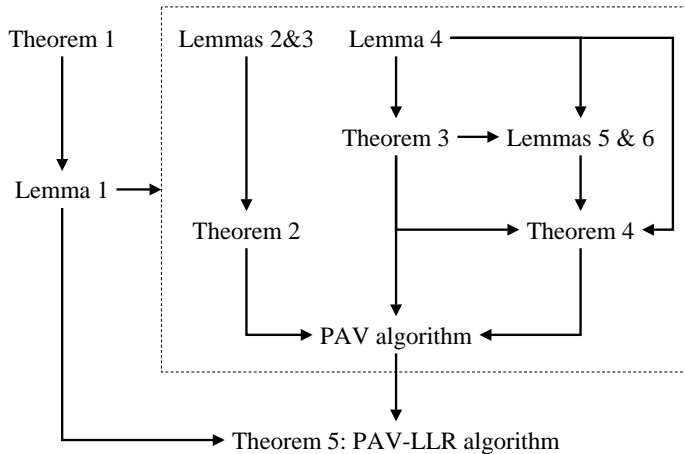 Theorem 1
Lemmas 2&3
Lemma 4
Theorem 3
Lemmas 5 & 6
Lemma 1
Theorem 2
Theorem 4
PAV algorithm
Theorem 5: PAV-LLR algorithm